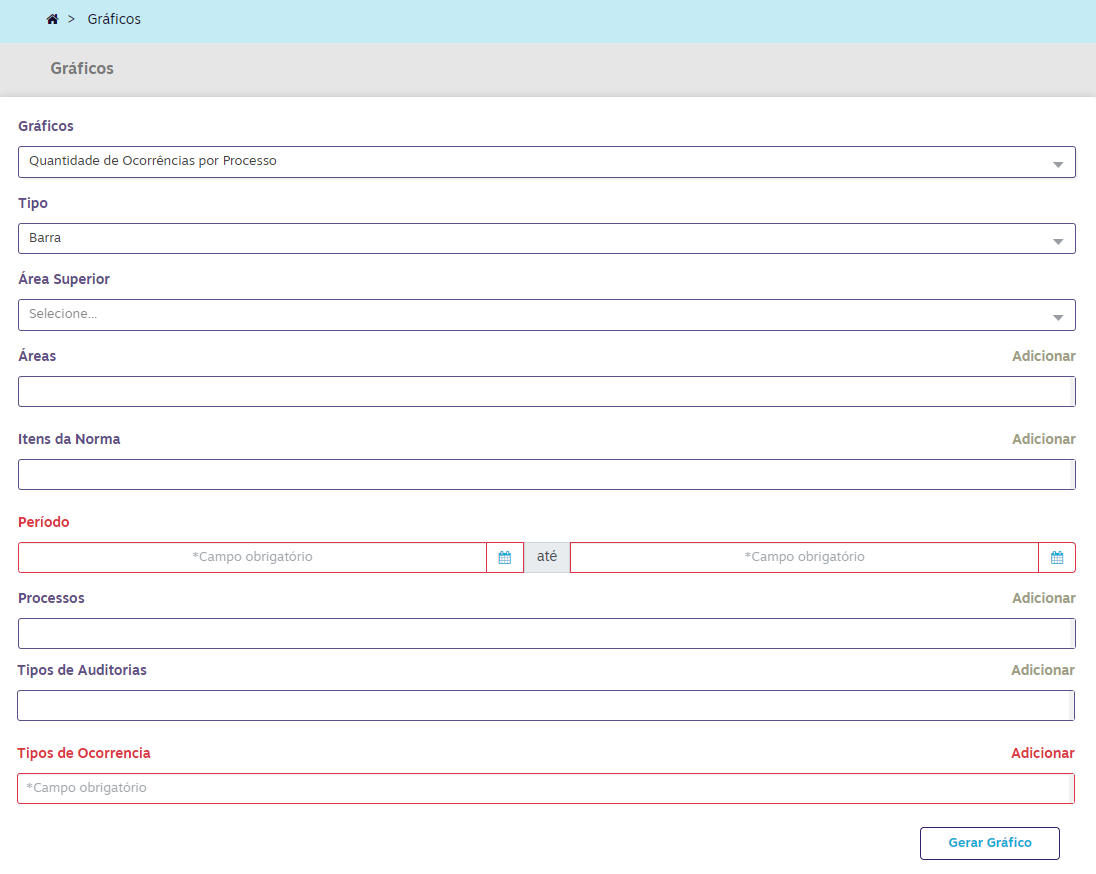 > Gráficos
Gráficos
Gráficos
Quantidade de Ocorrências por Processo
Tipo
Barra
Área Superior
Selecione...
Áreas Adicionar
Itens da Norma Adicionar
Período
*Campo obrigatório até *Campo obrigatório
Processos Adicionar
Tipos de Auditorias Adicionar
Tipos de Ocorrencia Adicionar
*Campo obrigatório
Gerar Gráfico